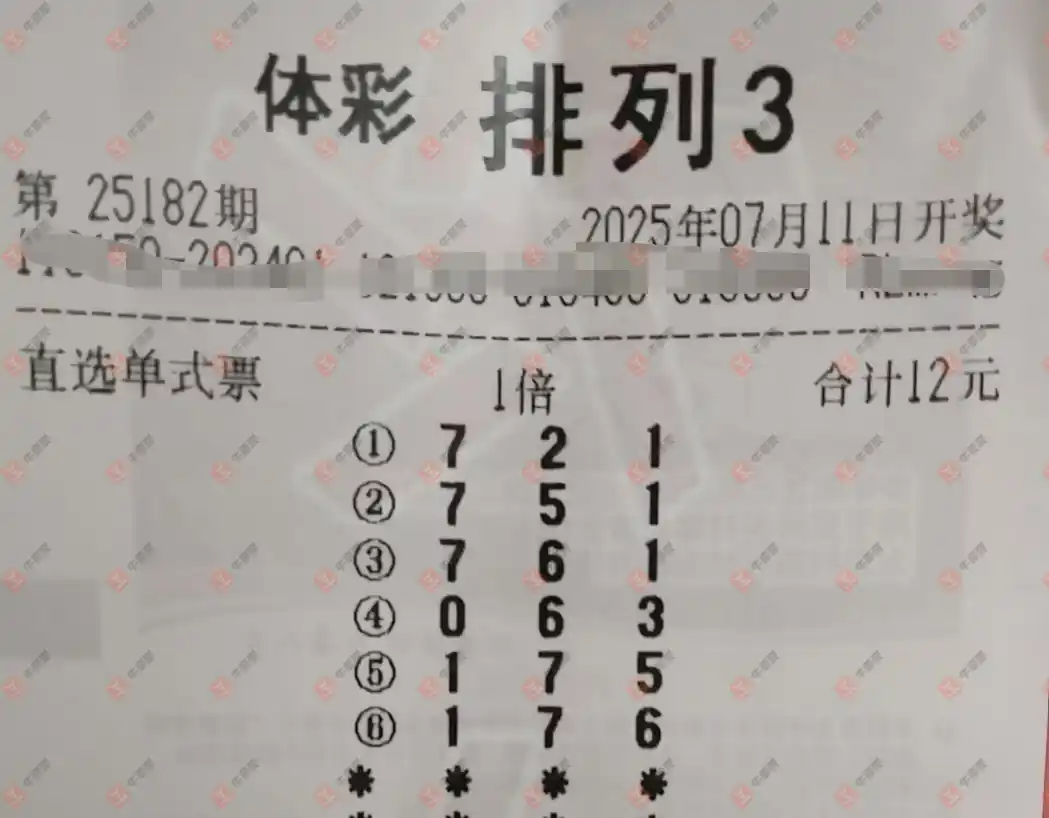 体彩 排列3
第 25182期 2025年07月11日开奖
直选单式票 1倍 合计12元
① 7 2 1
② 7 5 1
③ 7 6 1
④ 0 6 3
⑤ 1 7 5
⑥ 1 7 6
* * * *